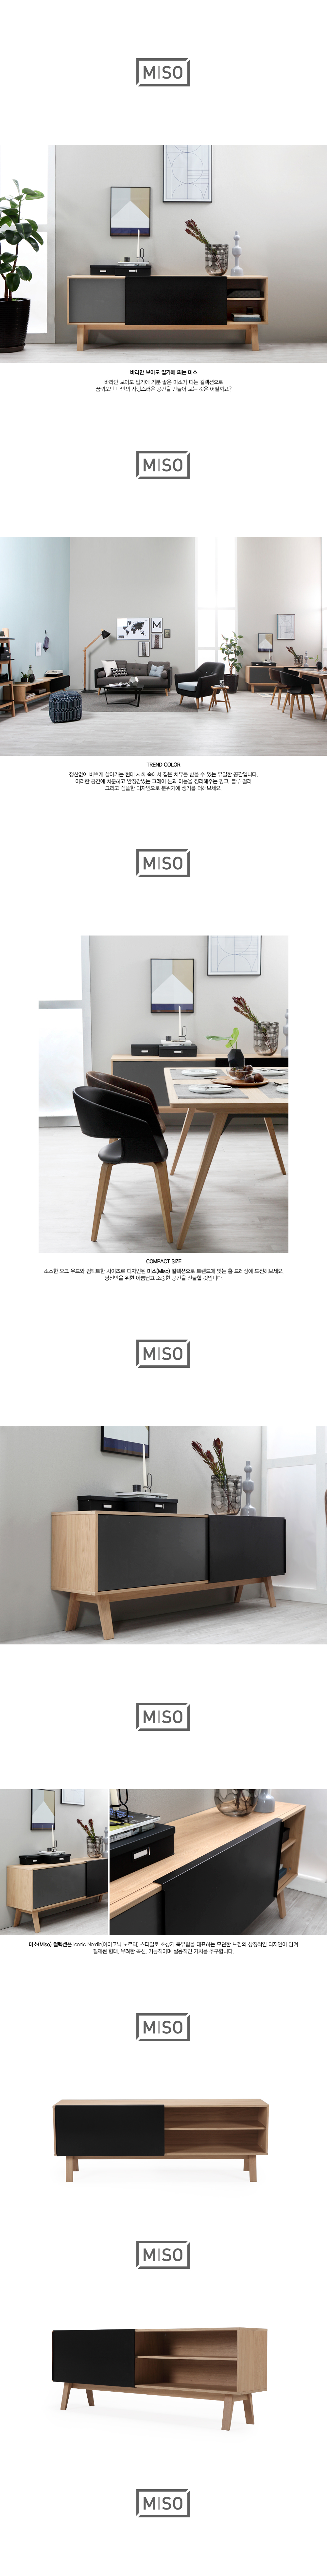 MISO
바라만 보아도 입가에 띄는 미소
바라만 보아도 입가에 기분 좋은 미소가 띄는 컬렉션으로
꿈꿔오던 나만의 사랑스러운 공간을 만들어 보는 것은 어떨까요?
MISO
TREND COLOR
정신없이 바쁘게 살아가는 현대 사회 속에서 집은 치유를 받을 수 있는 유일한 공간입니다.
이러한 공간에 차분하고 안정감있는 그레이 톤과 마음을 정리해주는 핑크, 블루 컬러
그리고 심플한 디자인으로 분위기에 생기를 더해보세요.
MISO
COMPACT SIZE
소소한 오크 우드와 컴팩트한 사이즈로 디자인된 미소(Miso) 컬렉션으로 트렌드에 맞는 홈 드레싱에 도전해보세요.
당신만을 위한 아름답고 소중한 공간을 선물할 것입니다.
MISO
MISO
미소(Miso) 컬렉션은 Iconic Nordic(아이코닉 노르딕) 스타일로 초창기 북유럽을 대표하는 모던한 느낌의 상징적인 디자인이 담겨
절제된 형태, 유려한 곡선, 기능적이며 실용적인 가치를 추구합니다.
MISO
MISO
MISO